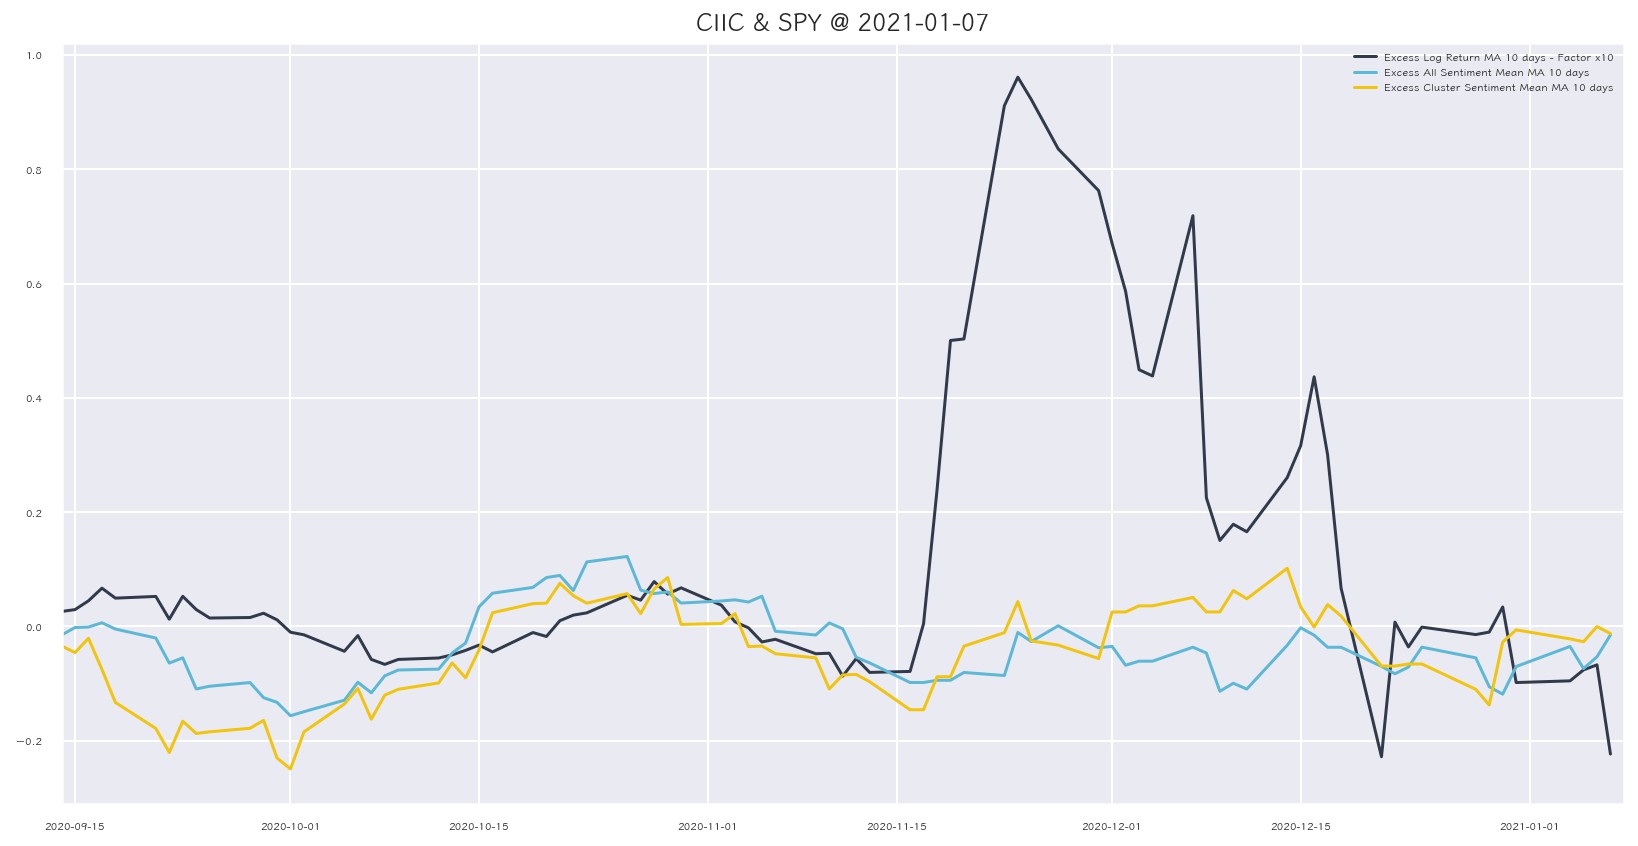 CIIC & SPY @ 2021-01-07
1.0
Excess Log Return MA 10 days - Factor x10
Excess All Sentiment Mean MA 10 days
Excess Cluster Sentiment Mean MA 10 days
0.8
0.6
0.4
0.2
0.0
−0.2
2020-09-15 2020-10-01 2020-10-15 2020-11-01 2020-11-15 2020-12-01 2020-12-15 2021-01-01